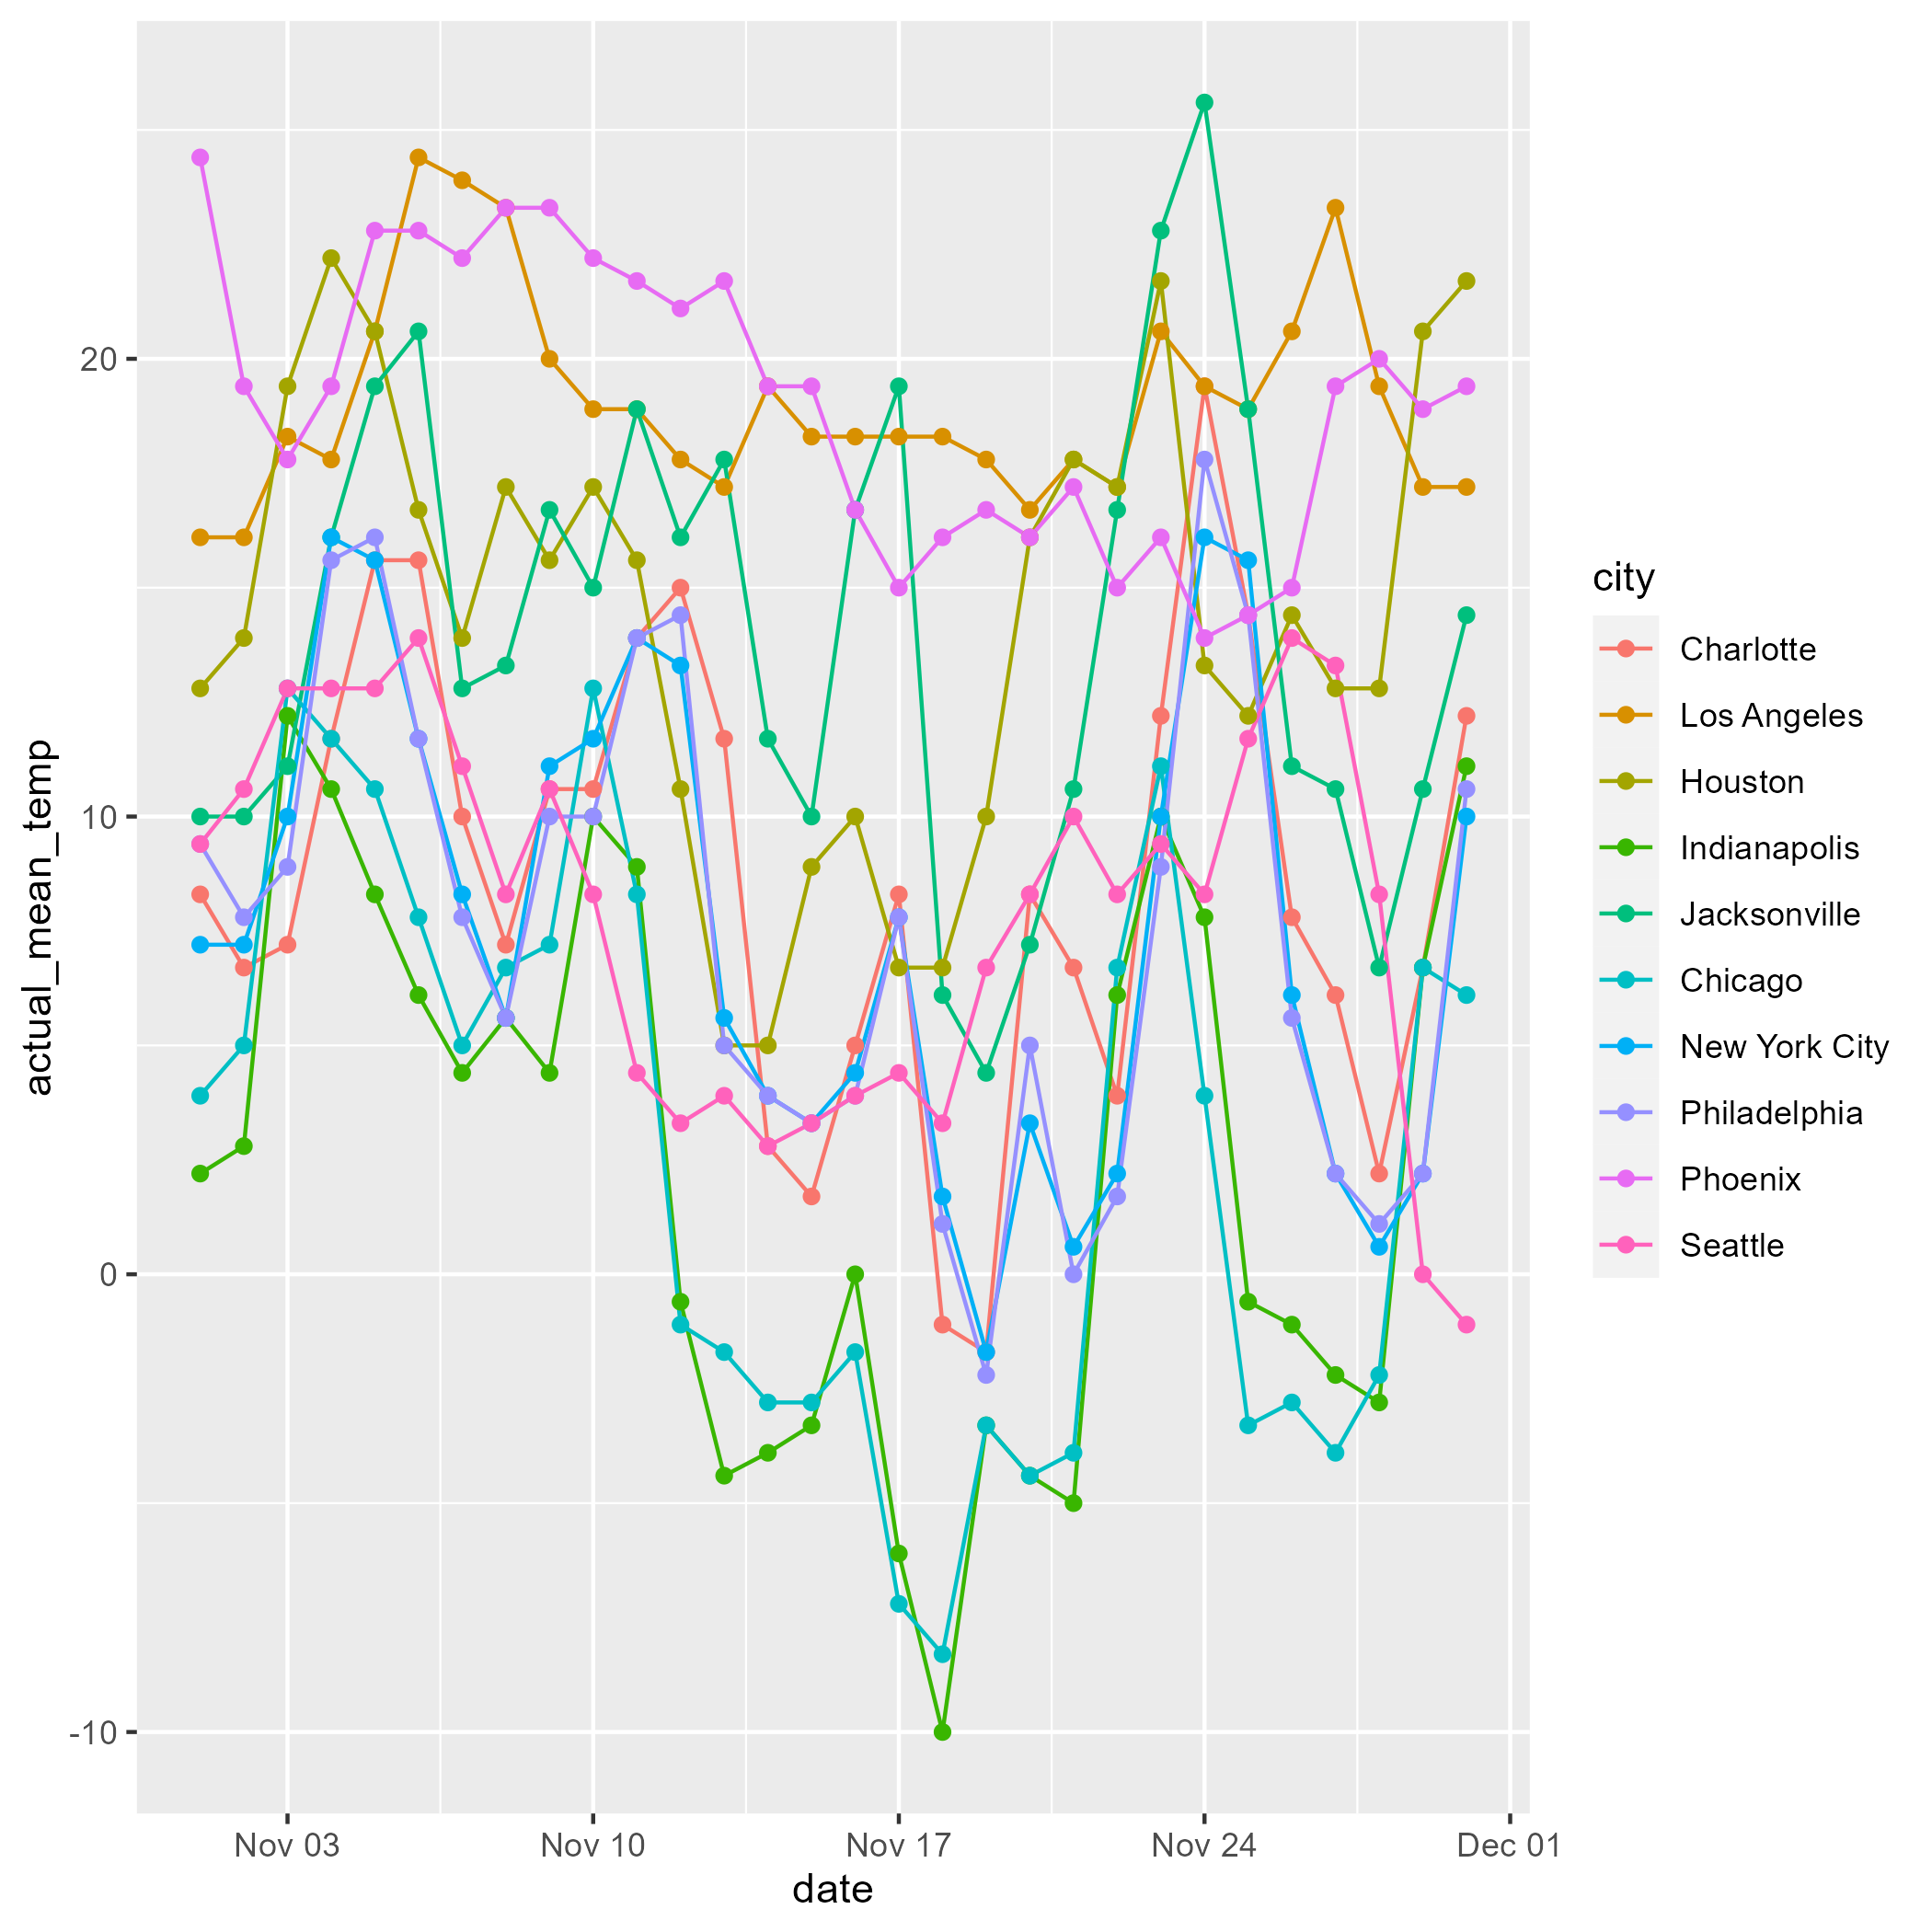 actual_mean_temp
20
10
0
-10
Nov 03
Nov 10
Nov 17
Nov 24
Dec 01
date
city
Charlotte
Los Angeles
Houston
Indianapolis
Jacksonville
Chicago
New York City
Philadelphia
Phoenix
Seattle